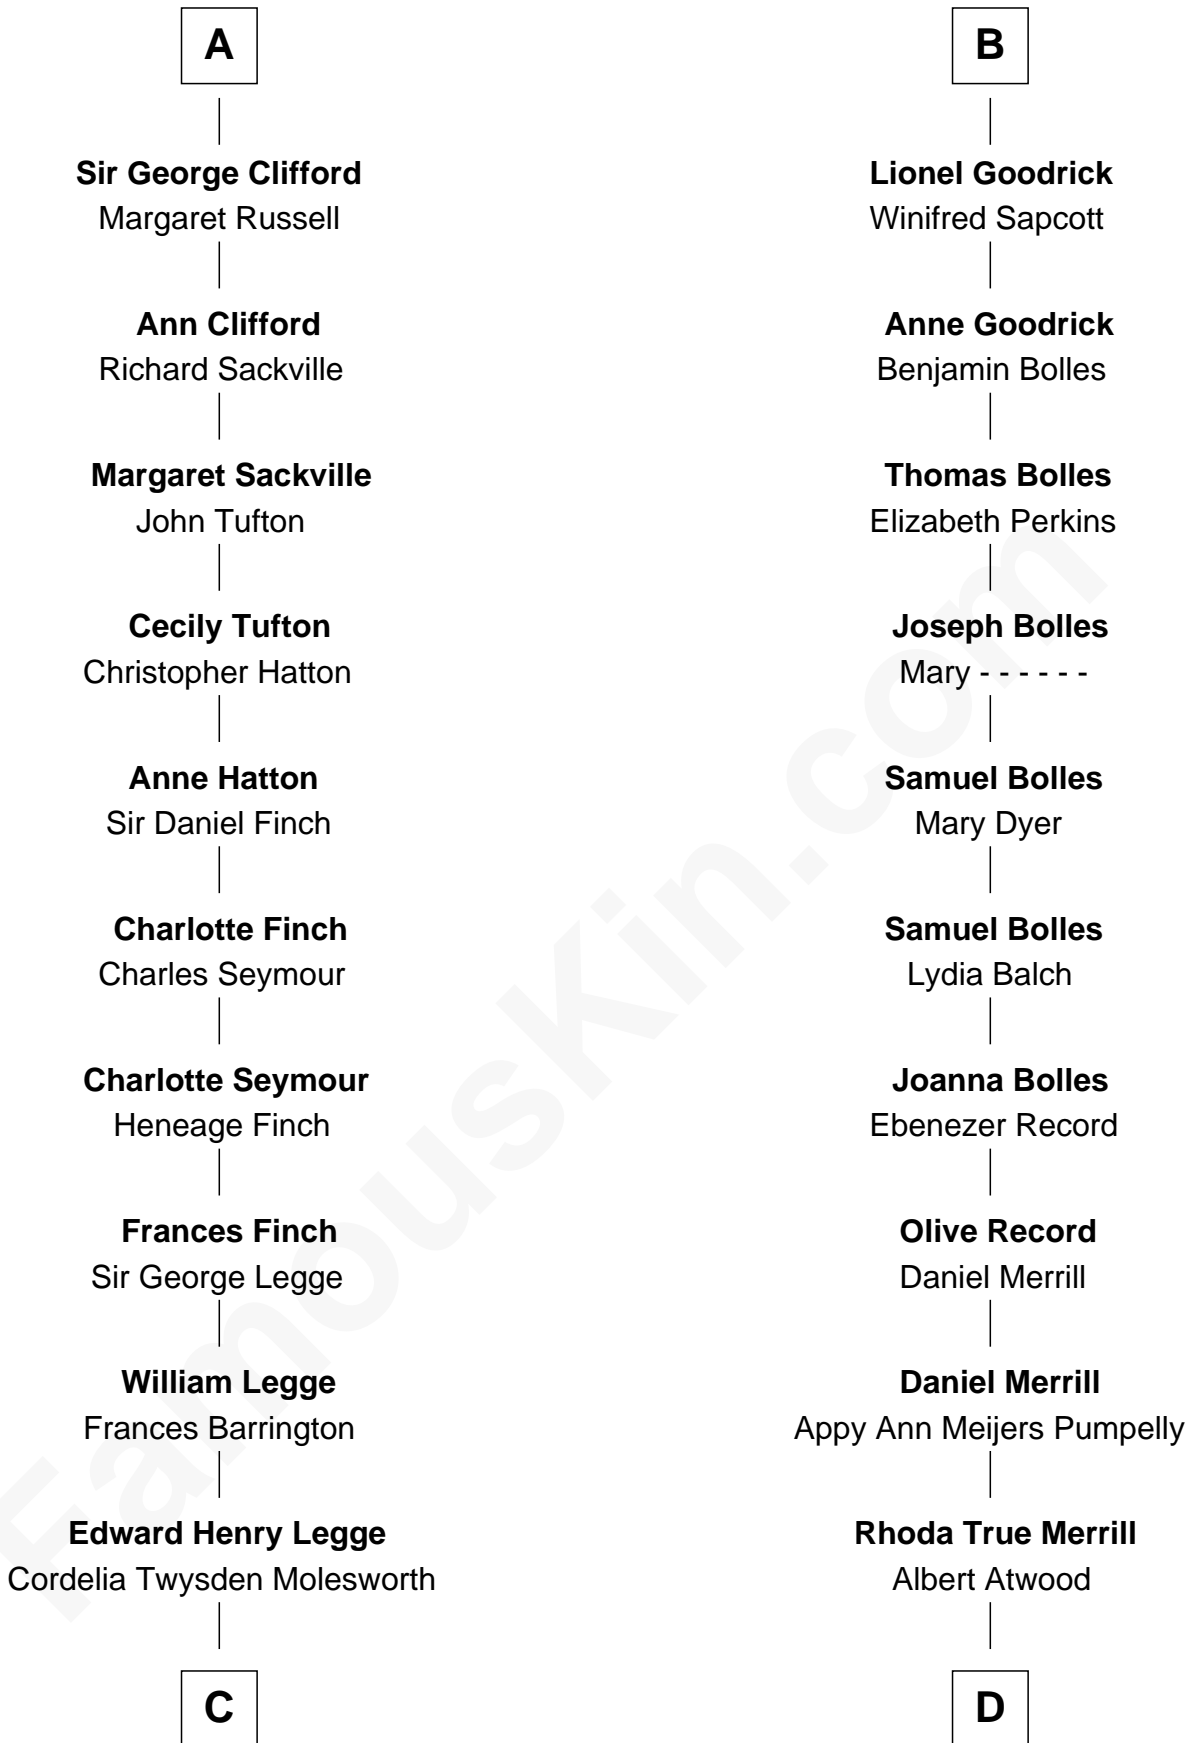 A
Sir George Clifford
Margaret Russell
Ann Clifford
Richard Sackville
Margaret Sackville
John Tufton
Cecily Tufton
Christopher Hatton
Anne Hatton
Sir Daniel Finch
Charlotte Finch
Charles Seymour
Charlotte Seymour
Heneage Finch
Frances Finch
Sir George Legge
William Legge
Frances Barrington
Edward Henry Legge
Cordelia Twysden Molesworth
C
B
Lionel Goodrick
Winifred Sapcott
Anne Goodrick
Benjamin Bolles
Thomas Bolles
Elizabeth Perkins
Joseph Bolles
Mary - - - - - -
Samuel Bolles
Mary Dyer
Samuel Bolles
Lydia Balch
Joanna Bolles
Ebenezer Record
Olive Record
Daniel Merrill
Daniel Merrill
Appy Ann Meijers Pumpelly
Rhoda True Merrill
Albert Atwood
D
FamousKin.com